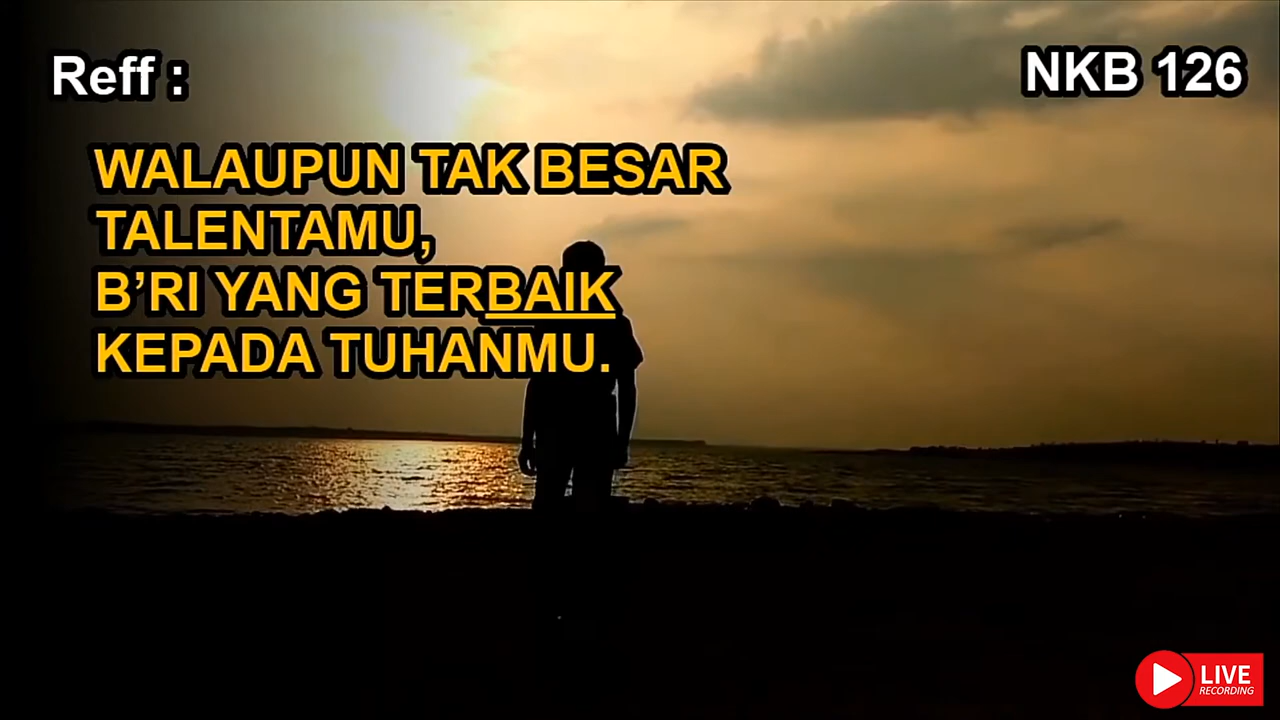 Reff :
NKB 126
WALAUPUN TAK BESAR
TALENTAMU,
B’RI YANG TERBAIK
KEPADA TUHANMU.
LIVE
RECORDING